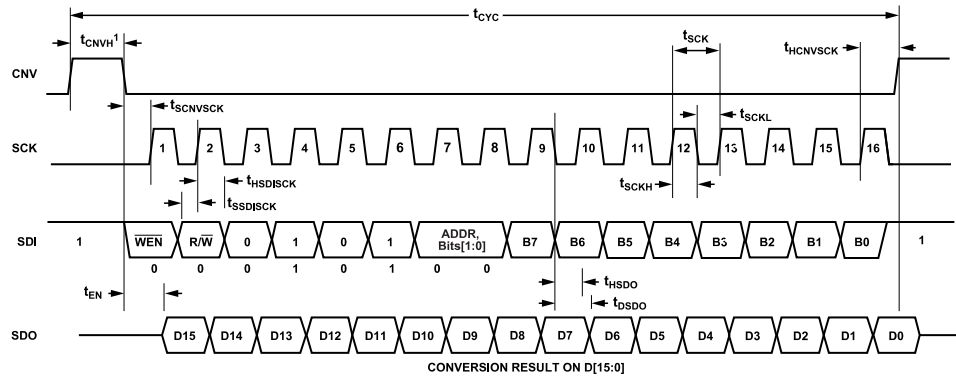 tCYC
tCNVH1
tSCK
tHCNVSCK
CNV
tSCNVSCK
tSCKL
SCK 1 2 3 4 5 6 7 8 9 10 11 12 13 14 15 16
tHSDISCK
tSCKH
tSSDISCK
SDI 1 WEN R/W 0 1 0 1 ADDR, Bits[1:0] B7 B6 B5 B4 B3 B2 B1 B0 1
0 0 0 1 0 1 0 0
tHSDO
tEN
tDSDO
SDO D15 D14 D13 D12 D11 D10 D9 D8 D7 D6 D5 D4 D3 D2 D1 D0
CONVERSION RESULT ON D[15:0]